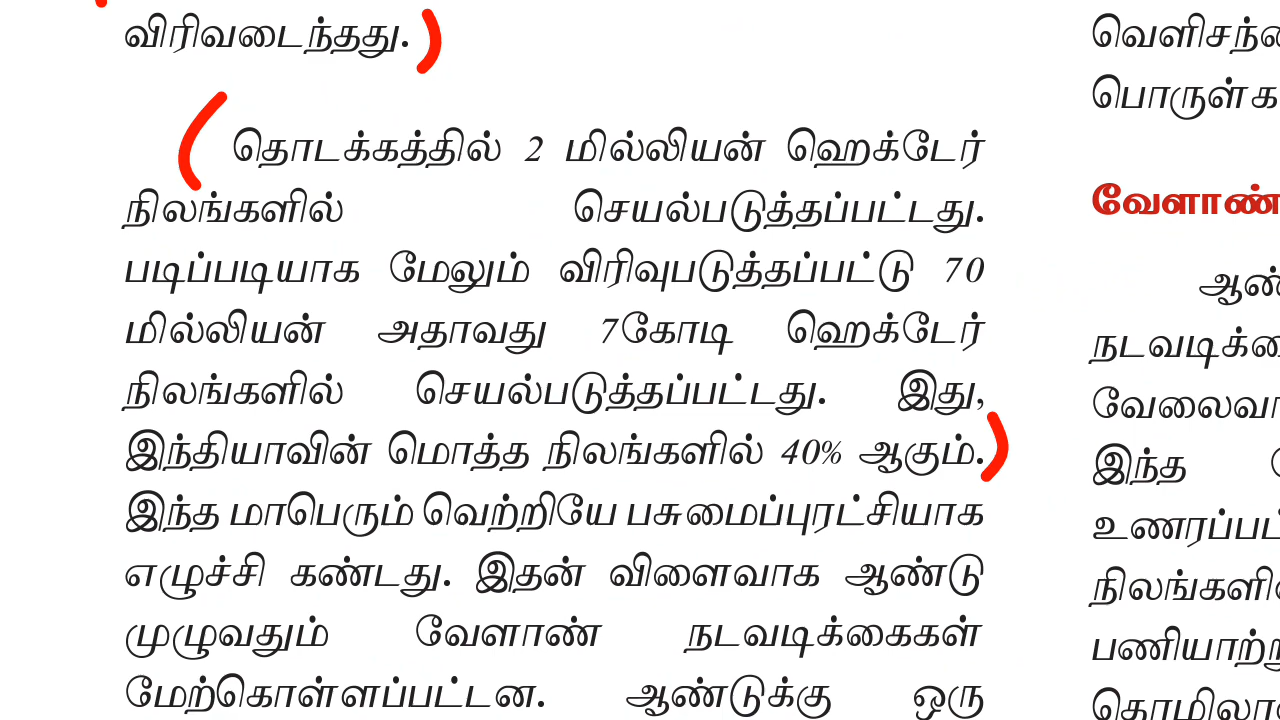 விரிவடைந்தது.
தொடக்கத்தில் 2 மில்லியன் ஹெக்டேர்
நிலங்களில் செயல்படுத்தப்பட்டது.
படிப்படியாக மேலும் விரிவுபடுத்தப்பட்டு 70
மில்லியன் அதாவது 7கோடி ஹெக்டேர்
நிலங்களில் செயல்படுத்தப்பட்டது. இது,
இந்தியாவின் மொத்த நிலங்களில் 40% ஆகும்.
இந்த மாபெரும் வெற்றியே பசுமைப்புரட்சியாக
எழுச்சி கண்டது. இதன் விளைவாக ஆண்டு
முழுவதும் வேளாண் நடவடிக்கைகள்
மேற்கொள்ளப்பட்டன. ஆண்டுக்கு ஒரு
பொருள்க
வேளாண்
இந்த